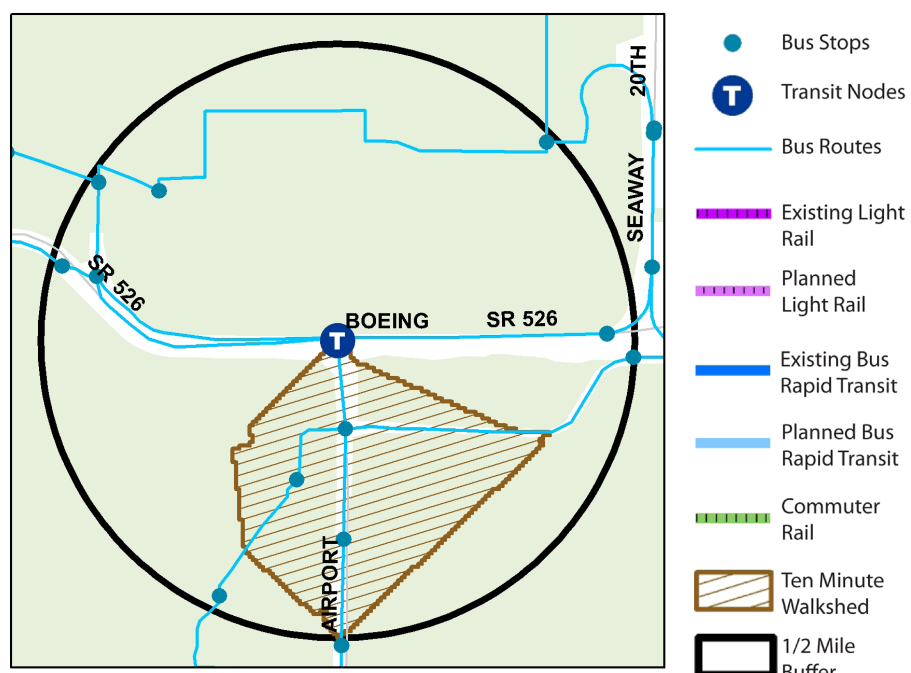 20TH
SEAWAY
SR 526
T
BOEING
SR 526
AIRPORT
Bus Stops
T
Transit Nodes
Bus Routes
Existing Light
Rail
Planned
Light Rail
Existing Bus
Rapid Transit
Planned Bus
Rapid Transit
Commuter
Rail
Ten Minute
Walkshed
1/2 Mile
Buffer